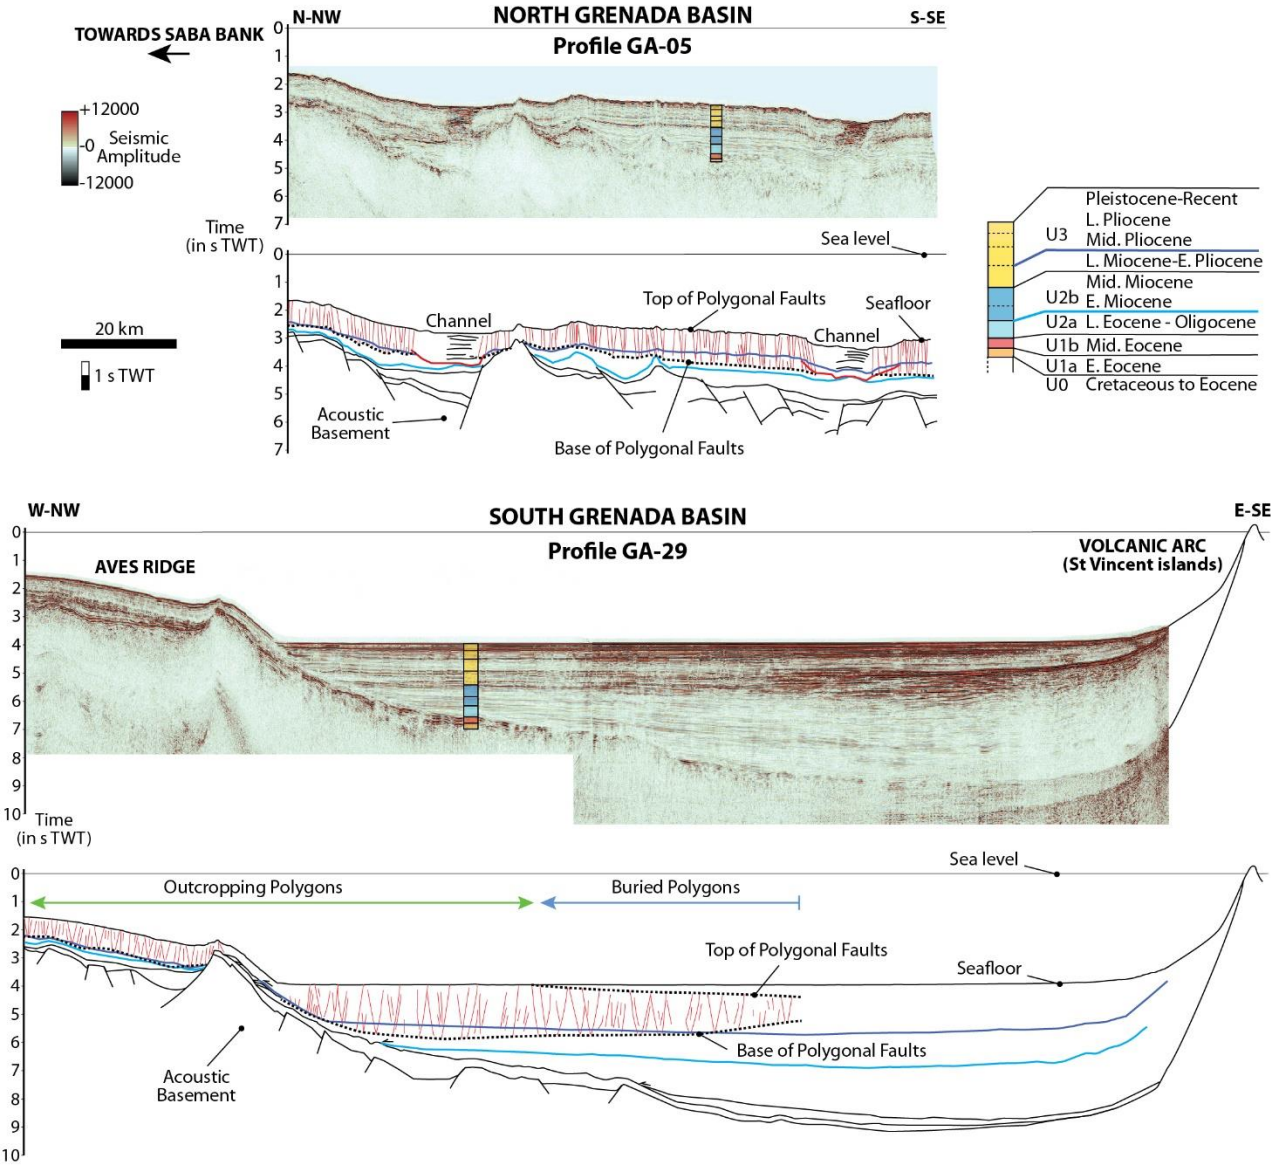 NORTH GRENADA BASIN
N-NNW
S-SE
TOWARDS SABA BANK
Profile GA-05
0
1
2
3
4
5
6
7
+12000
-0
-12000
Seismic
Amplitude
Time
(in s TWT)
Sea level
0
1
2
3
4
5
6
7
Top of Polygonal Faults
Seafloor
Channel
Channel
20 km
1 s TWT
Acoustic
Basement
Base of Polygonal Faults
Pleistocene-Recent
L. Pliocene
U3
Mid. Pliocene
L. Miocene-E. Pliocene
Mid. Miocene
U2b
E. Miocene
U2a
L. Eocene - Oligocene
U1b
Mid. Eocene
U1a
E. Eocene
U0
Cretaceous to Eocene
W-NW
SOUTH GRENADA BASIN
E-SE
Profile GA-29
AVES RIDGE
VOLCANIC ARC
(St Vincent islands)
0
1
2
3
4
5
6
7
8
9
10
Time
(in s TWT)
Sea level
0
1
2
3
4
5
6
7
8
9
10
Outcropping Polygons
Buried Polygons
Top of Polygonal Faults
Seafloor
Base of Polygonal Faults
Acoustic
Basement